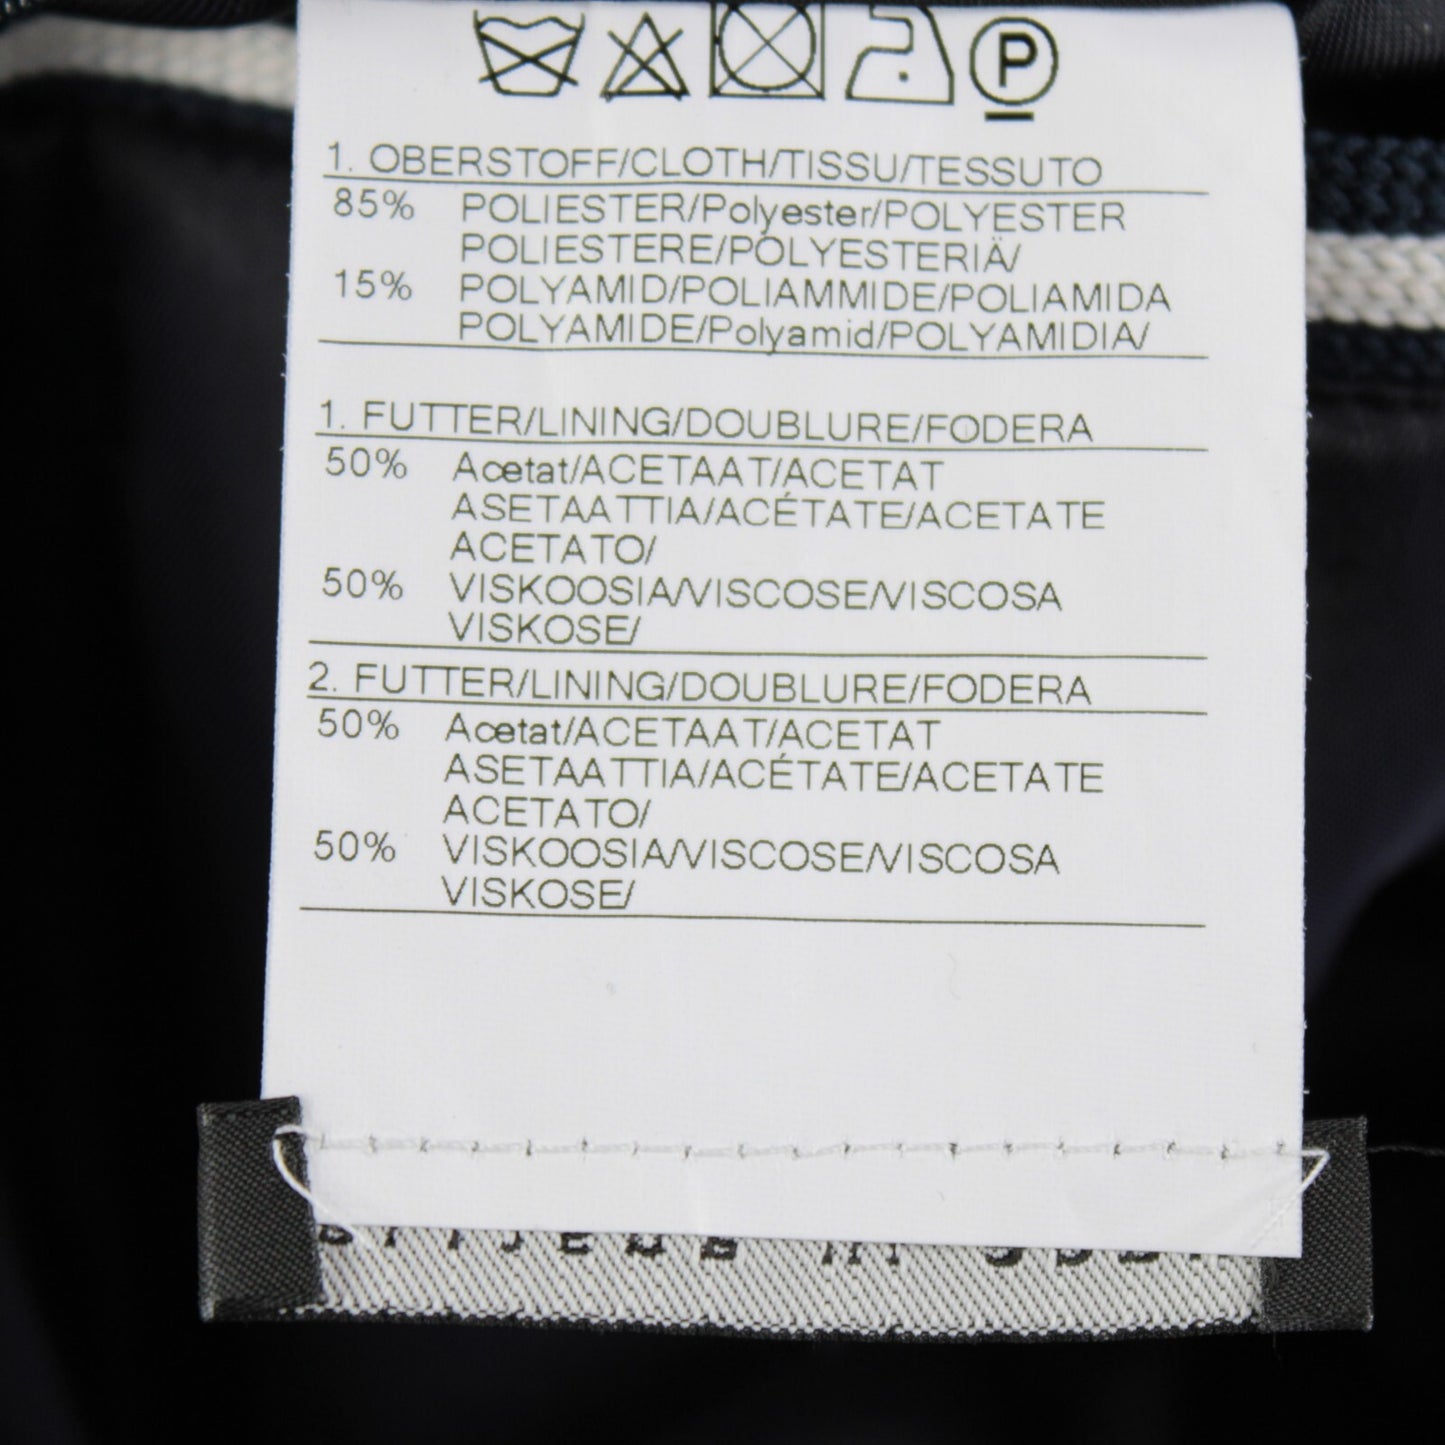 P
1. OBERSTOFF/CLOTH/TISSU/TESSUTO
85% POLIESTER/Polyester/POLYESTER
POLIESTERE/POLYESTERIÄ/
15% POLYAMID/POLIAMMIDE/POLIAMIDA
POLYAMIDE/Polyamid/POLYAMIDIA/
1. FUTTER/LINING/DOUBLURE/FODERA
50% Acetat/ACETAAT/ACETAT
ASETAATTIA/ACÉTATE/ACETATE
ACETATO/
50% VISKOOSIA/VISCOSE/VISCOSA
VISKOSE/
2. FUTTER/LINING/DOUBLURE/FODERA
50% Acetat/ACETAAT/ACETAT
ASETAATTIA/ACÉTATE/ACETATE
ACETATO/
50% VISKOOSIA/VISCOSE/VISCOSA
VISKOSE/